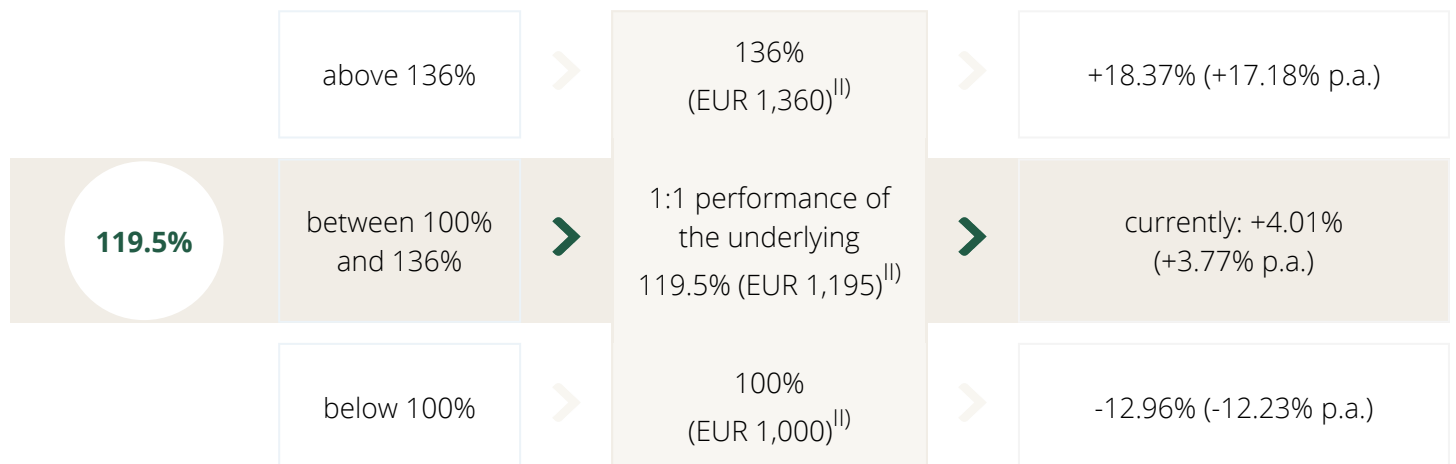 above 136%
136%
(EUR 1,360)II)
+18.37% (+17.18% p.a.)
119.5%
between 100%
and 136%
1:1 performance of
the underlying
119.5% (EUR 1,195)II)
currently: +4.01%
(+3.77% p.a.)
below 100%
100%
(EUR 1,000)II)
-12.96% (-12.23% p.a.)